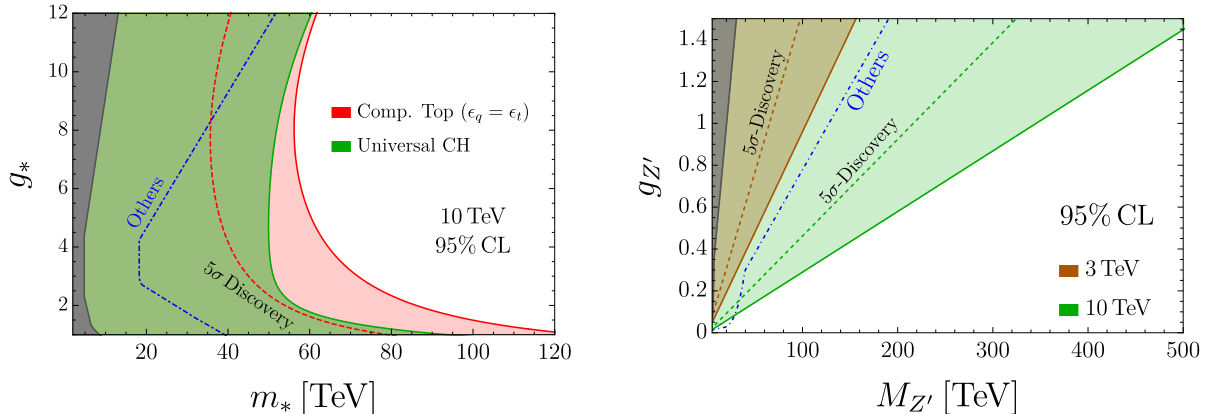 12
10
8
6
4
2
g∗
20
40
60
80
100
120
m∗ [TeV]
Others
5σ Discovery
Comp. Top (ϵq = ϵt)
Universal CH
10 TeV
95% CL
1.4
1.2
1
0.8
0.6
0.4
0.2
0
gZ′
100
200
300
400
500
MZ′ [TeV]
5σ-Discovery
Others
5σ-Discovery
95% CL
3 TeV
10 TeV